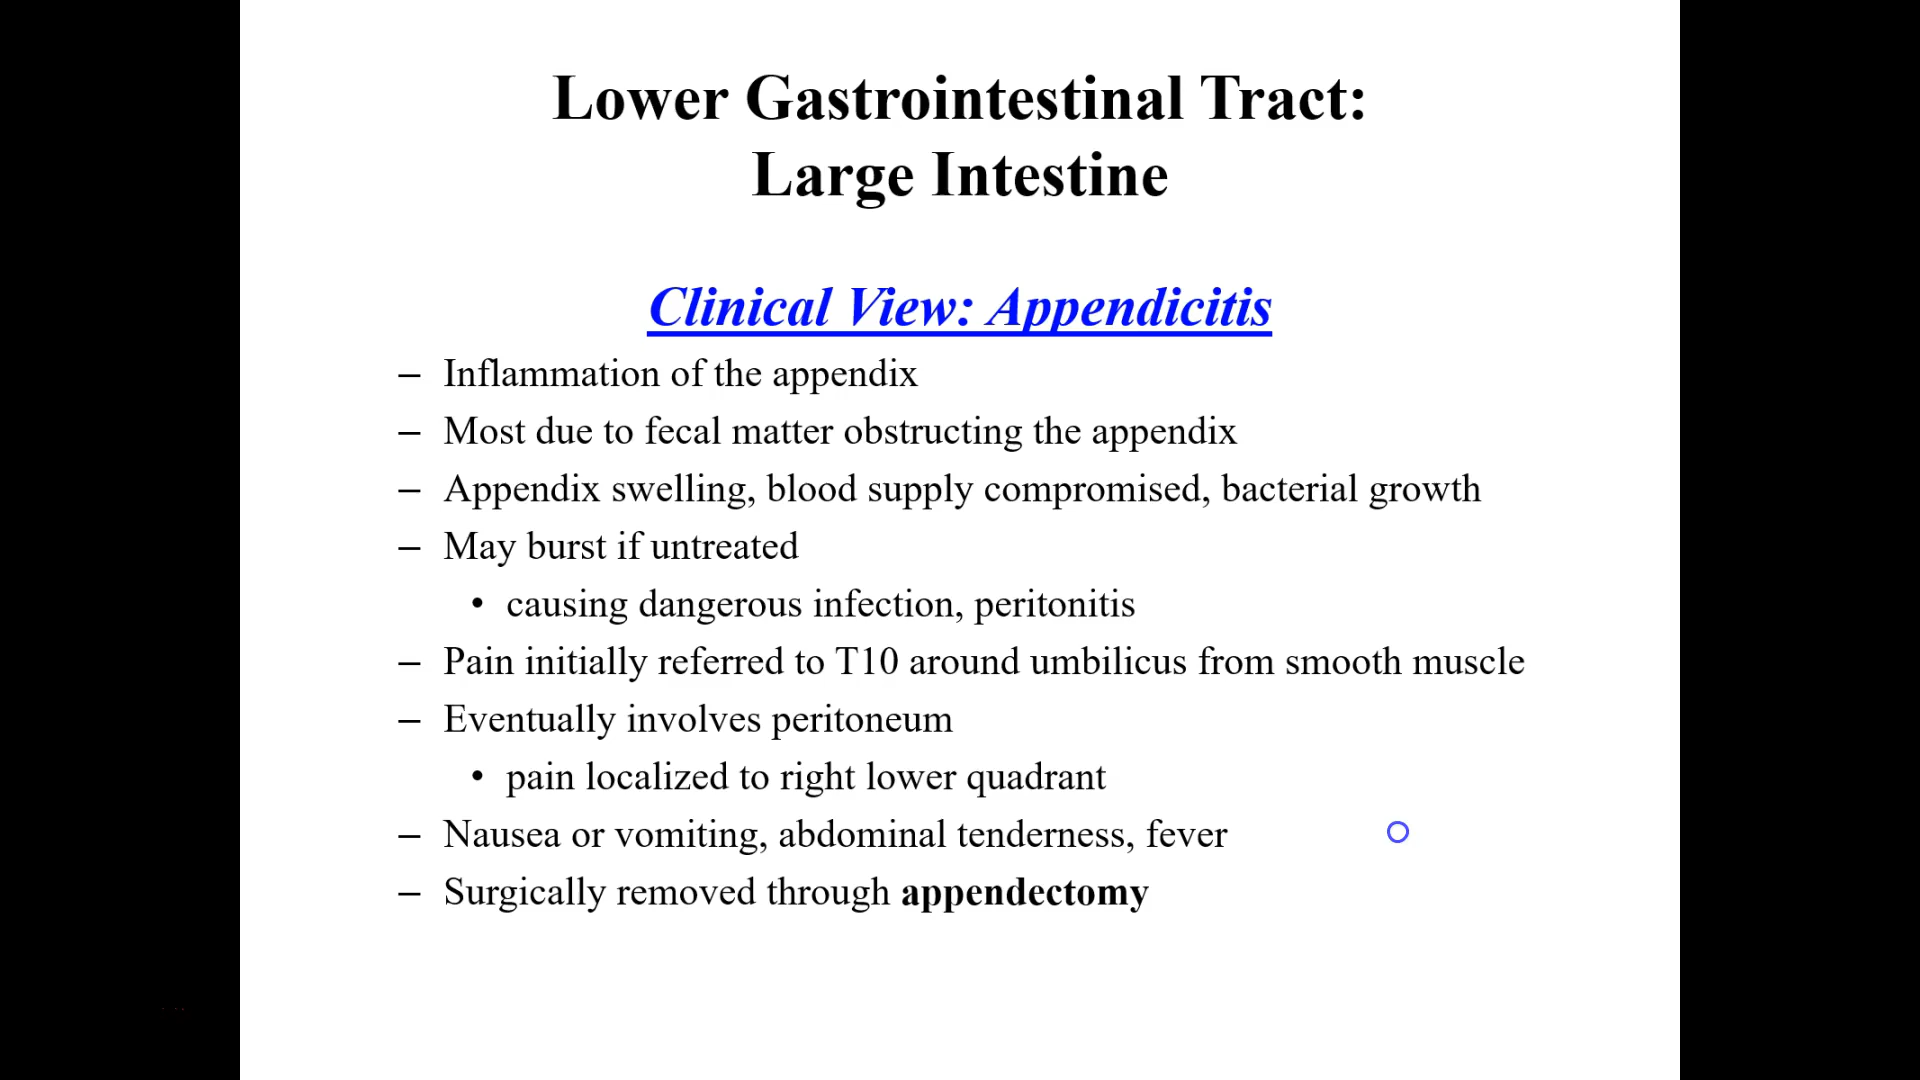 Lower Gastrointestinal Tract:
Large Intestine
Clinical View: Appendicitis
– Inflammation of the appendix
– Most due to fecal matter obstructing the appendix
– Appendix swelling, blood supply compromised, bacterial growth
– May burst if untreated
• causing dangerous infection, peritonitis
– Pain initially referred to T10 around umbilicus from smooth muscle
– Eventually involves peritoneum
• pain localized to right lower quadrant
– Nausea or vomiting, abdominal tenderness, fever
– Surgically removed through appendectomy